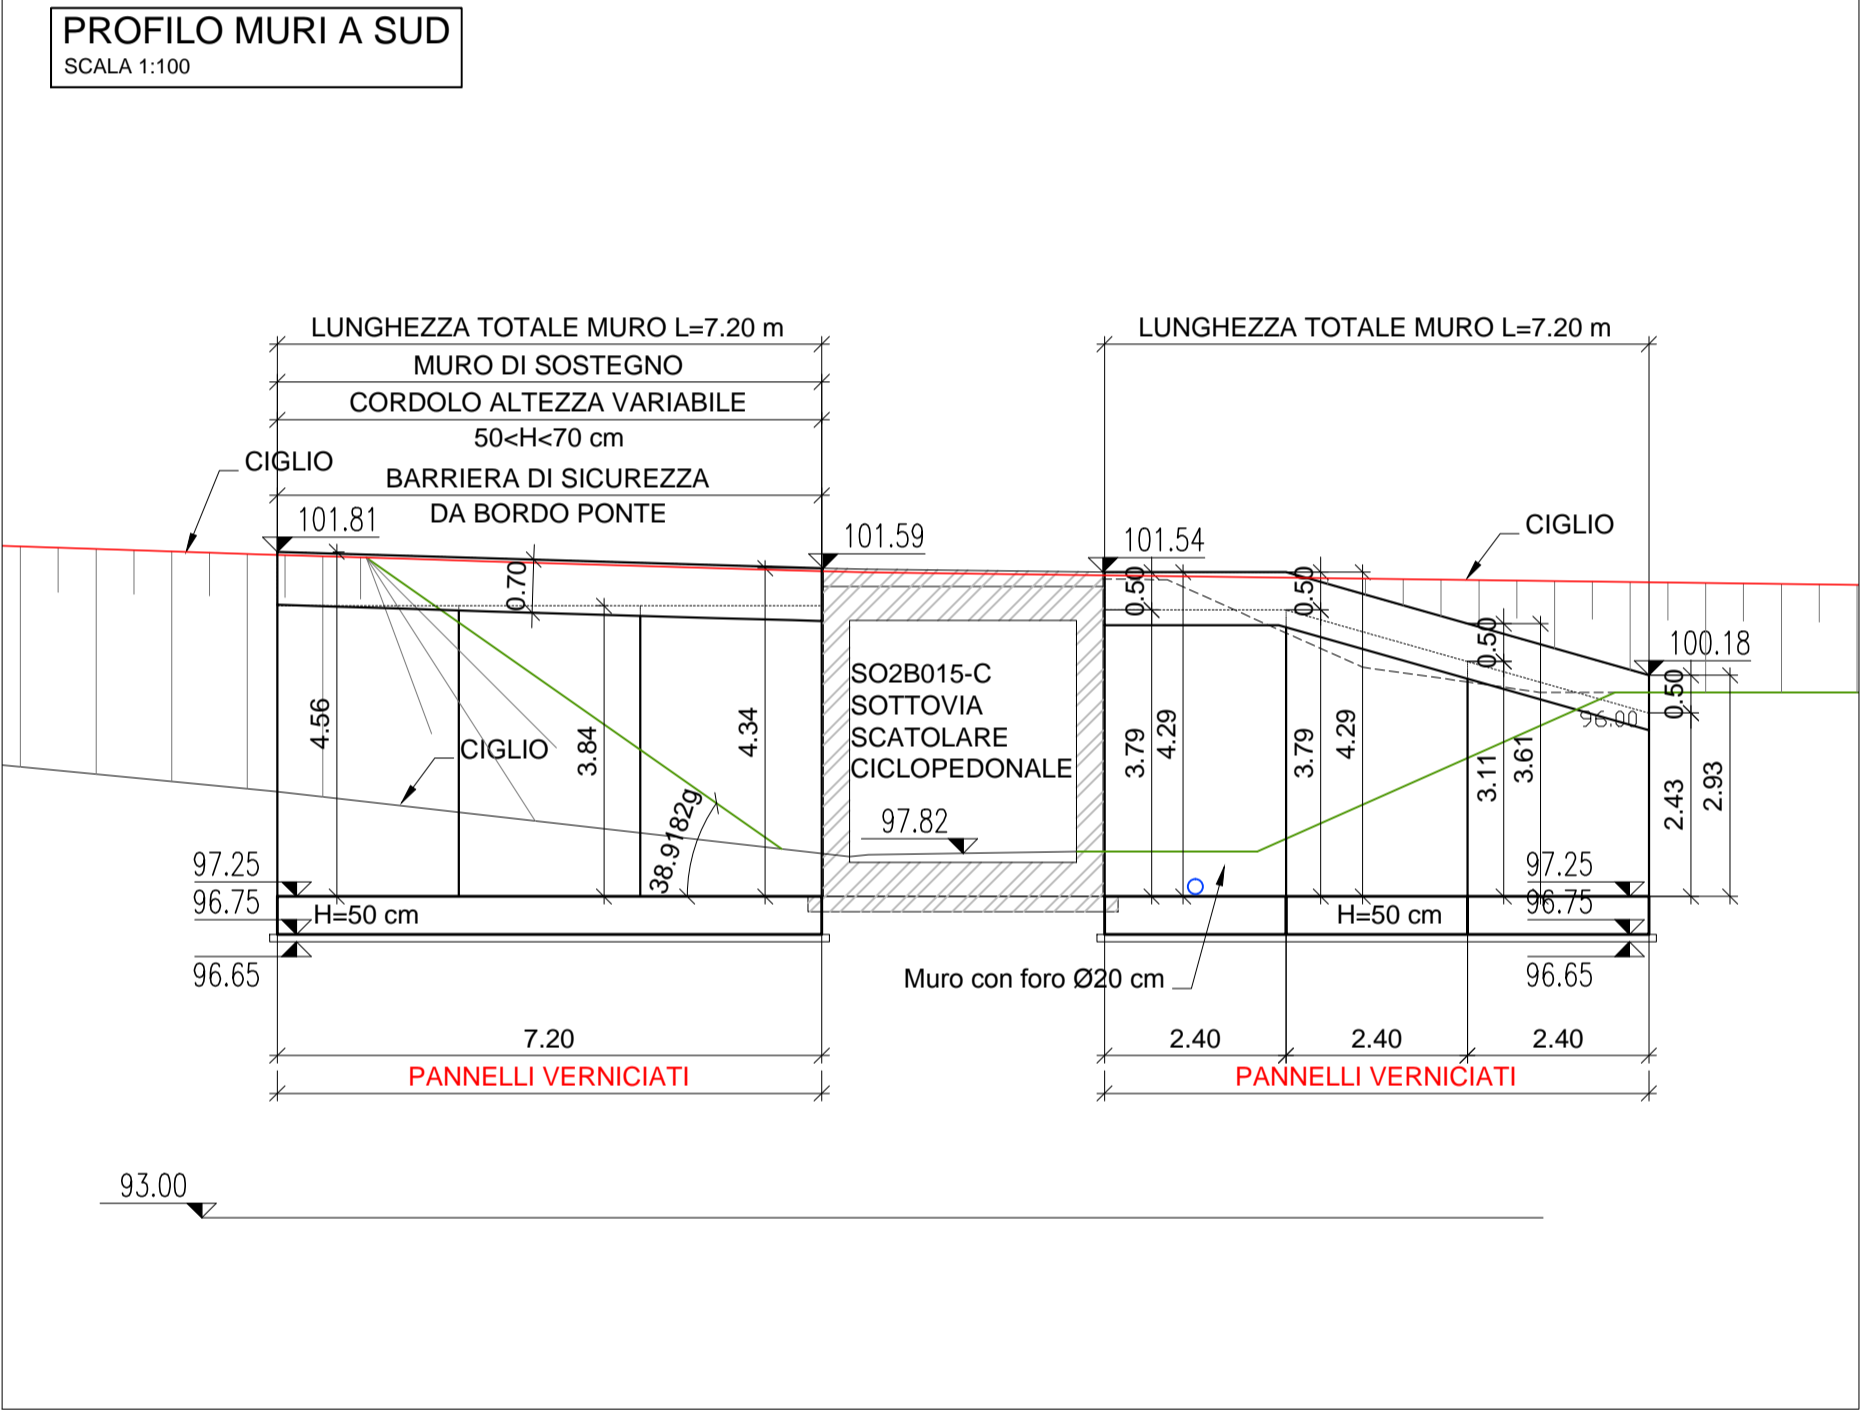 PROFILO MURI A SUD
SCALA 1:100
LUNGHEZZA TOTALE MURO L=7.20 m
MURO DI SOSTEGNO
CORDOLO ALTEZZA VARIABILE
50<H<70 cm
BARRIERA DI SICUREZZA
DA BORDO PONTE
CIGLIO
101.81
101.59
LUNGHEZZA TOTALE MURO L=7.20 m
101.54
CIGLIO
100.18
0.70
4.56
3.84
4.34
CIGLIO
38.9182g
SO2B015-C
SOTTOVIA
SCATOLARE
CICLOPEDONALE
97.82
0.50
3.79
4.29
0.50
3.79
4.29
0.50
3.11
3.61
96.00
0.50
2.43
2.93
97.25
96.75
96.65
H=50 cm
97.25
96.75
96.65
H=50 cm
Muro con foro Ø20 cm
7.20
PANNELLI VERNICIATI
2.40
2.40
2.40
PANNELLI VERNICIATI
93.00